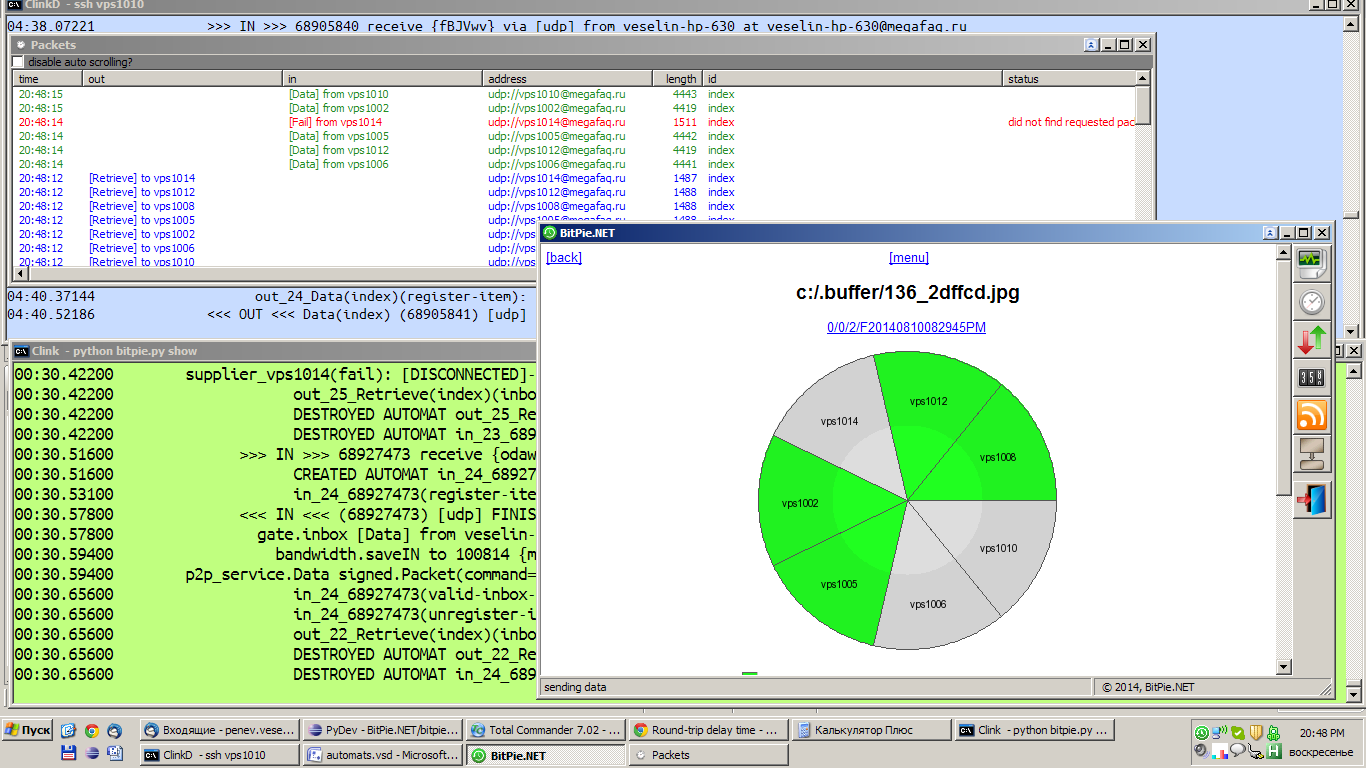 ClinkD - ssh vps1010
04:38.07221 >>> IN >>> 68905840 receive {fBJVwv} via [udp] from veselin-hp-630 at veselin-hp-630@megafaq.ru
Packets
disable auto scrolling?
time out in address length id status
20:48:15 [Data] from vps1010 udp://vps1010@megafaq.ru 4443 index
20:48:15 [Data] from vps1002 udp://vps1002@megafaq.ru 4419 index
20:48:14 [Fail] from vps1014 udp://vps1014@megafaq.ru 1511 index did not find requested pac
20:48:14 [Data] from vps1005 udp://vps1005@megafaq.ru 4442 index
20:48:14 [Data] from vps1012 udp://vps1012@megafaq.ru 4419 index
20:48:14 [Data] from vps1006 udp://vps1006@megafaq.ru 4441 index
20:48:12 [Retrieve] to vps1014 udp://vps1014@megafaq.ru 1487 index
20:48:12 [Retrieve] to vps1012 udp://vps1012@megafaq.ru 1488 index
20:48:12 [Retrieve] to vps1008 udp://vps1008@megafaq.ru 1488 index
20:48:12 [Retrieve] to vps1005 udp://vps1005@megafaq.ru 1488 index
20:48:12 [Retrieve] to vps1002 udp://vps
20:48:12 [Retrieve] to vps1006 udp://vps
20:48:12 [Retrieve] to vps1010 udp://vps
04:40.37144 out_24_Data(index)(register-item):
04:40.52186 <<< OUT <<< Data(index) (68905841) [udp]
Clink - python bitpie.py show
00:30.42200 supplier_vps1014(fail): [DISCONNECTED]-
00:30.42200 out_25_Retrieve(index)(inbo
00:30.42200 DESTROYED AUTOMAT out_25_Re
00:30.42200 DESTROYED AUTOMAT in_23_689
00:30.51600 >>> IN >>> 68927473 receive {odaw
00:30.51600 CREATED AUTOMAT in_24_68927
00:30.53100 in_24_68927473(register-ite
00:30.57800 <<< IN <<< (68927473) [udp] FINIS
00:30.57800 gate.inbox [Data] from veselin-
00:30.59400 bandwidth.saveIN to 100814 {m
00:30.59400 p2p_service.Data signed.Packet(command=
00:30.65600 in_24_68927473(valid-inbox-
00:30.65600 in_24_68927473(unregister-i
00:30.65600 out_22_Retrieve(index)(inbo
00:30.65600 DESTROYED AUTOMAT out_22_Re
00:30.65600 DESTROYED AUTOMAT in_24_689
BitPie.NET
[back] [menu]
c:/.buffer/136_2dffcd.jpg
0/0/2/F20140810082945PM
vps1012
vps1014
vps1008
vps1002
vps1010
vps1005
vps1006
sending data © 2014, BitPie.NET
Пуск Входящие - penev.vese... PyDev - BitPie.NET/bitpie... Total Commander 7.02 - ... Round-trip delay time - ... Калькулятор Плюс Clink - python bitpie.py ... 20:48 PM
ClinkD - ssh vps1010 automats.vsd - Microsoft... BitPie.NET Packets воскресенье